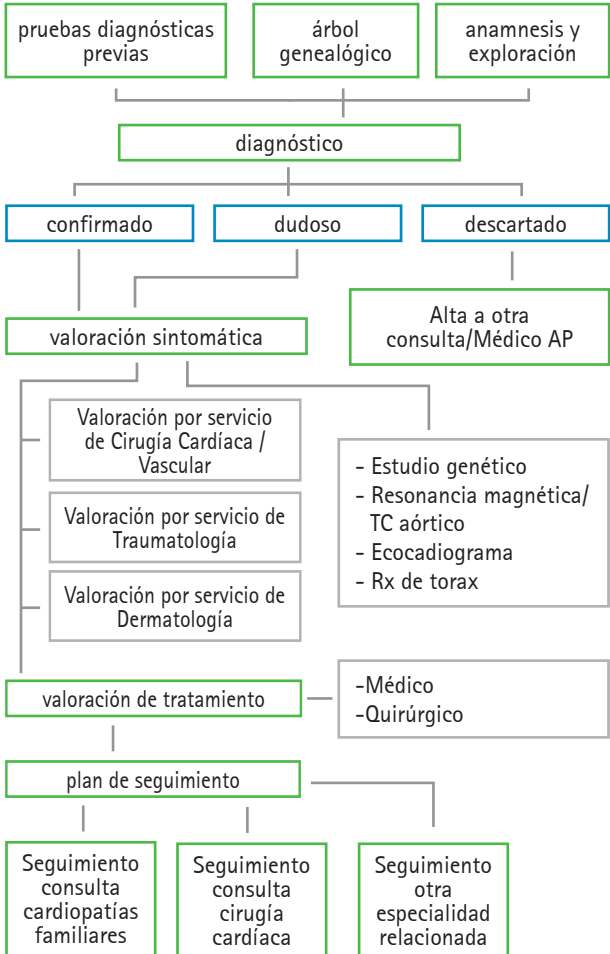 pruebas diagnósticas
previas
árbol
genealógico
anamnesis y
exploración
diagnóstico
confirmado
dudoso
descartado
Alta a otra
consulta/Médico AP
valoración sintomática
Valoración por servicio
de Cirugía Cardíaca /
Vascular
Valoración por servicio de
Traumatología
Valoración por servicio de
Dermatología
- Estudio genético
- Resonancia magnética/
TC aórtico
- Ecocadiograma
- Rx de torax
valoración de tratamiento
-Médico
-Quirúrgico
plan de seguimiento
Seguimiento
consulta
cardiopatías
familiares
Seguimiento
consulta
cirugía
cardíaca
Seguimiento
otra
especialidad
relacionada